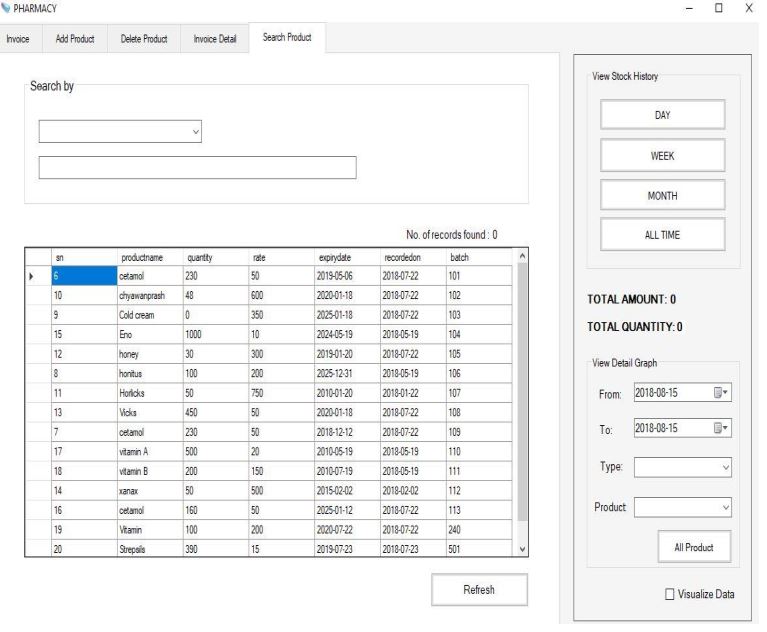 PHARMACY
Invoice Add Product Delete Product Invoice Detail Search Product
Search by
No. of records found : 0
sn productname quantity rate expirydate recordedon batch
6 cetamol 230 50 2019-05-06 2018-07-22 101
10 chyawanprash 48 600 2020-01-18 2018-07-22 102
9 Cold cream 0 350 2025-01-18 2018-07-22 103
15 Eno 1000 10 2024-05-19 2018-05-19 104
12 honey 30 300 2019-01-20 2018-07-22 105
8 honitus 100 200 2025-12-31 2018-05-19 106
11 Horlicks 50 750 2010-01-20 2018-01-22 107
13 Vicks 450 50 2020-01-18 2018-07-22 108
7 cetamol 230 50 2018-12-12 2018-07-22 109
17 vitamin A 500 20 2010-05-19 2018-05-19 110
18 vitamin B 200 150 2010-07-19 2018-05-19 111
14 xanax 50 500 2015-02-02 2018-02-02 112
16 cetamol 160 50 2025-01-12 2018-07-22 113
19 Vitamin 100 200 2020-07-22 2018-07-22 240
20 Strepsils 390 15 2019-07-23 2018-07-23 501
Refresh
View Stock History
DAY
WEEK
MONTH
ALL TIME
TOTAL AMOUNT: 0
TOTAL QUANTITY: 0
View Detail Graph
From: 2018-08-15
To: 2018-08-15
Type:
Product
All Product
Visualize Data